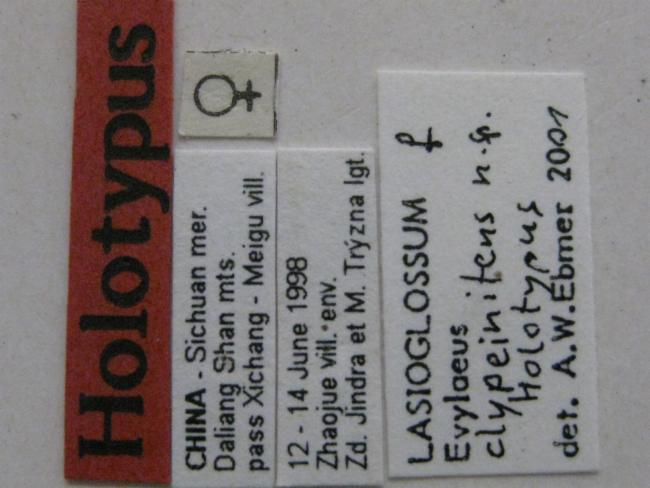 Holotypus
♀
CHINA - Sichuan mer.
Daliang Shan mts.
pass Xichang - Meigu vill.
12 - 14 June 1998
Zhaojue vill. env.
Zd. Jindra et M. Trýzna lgt.
LASIOGLOSSUM f
Evylaeus
clypeinitens n.sp.
Holotypus
det. A.W.Ebmer 2001